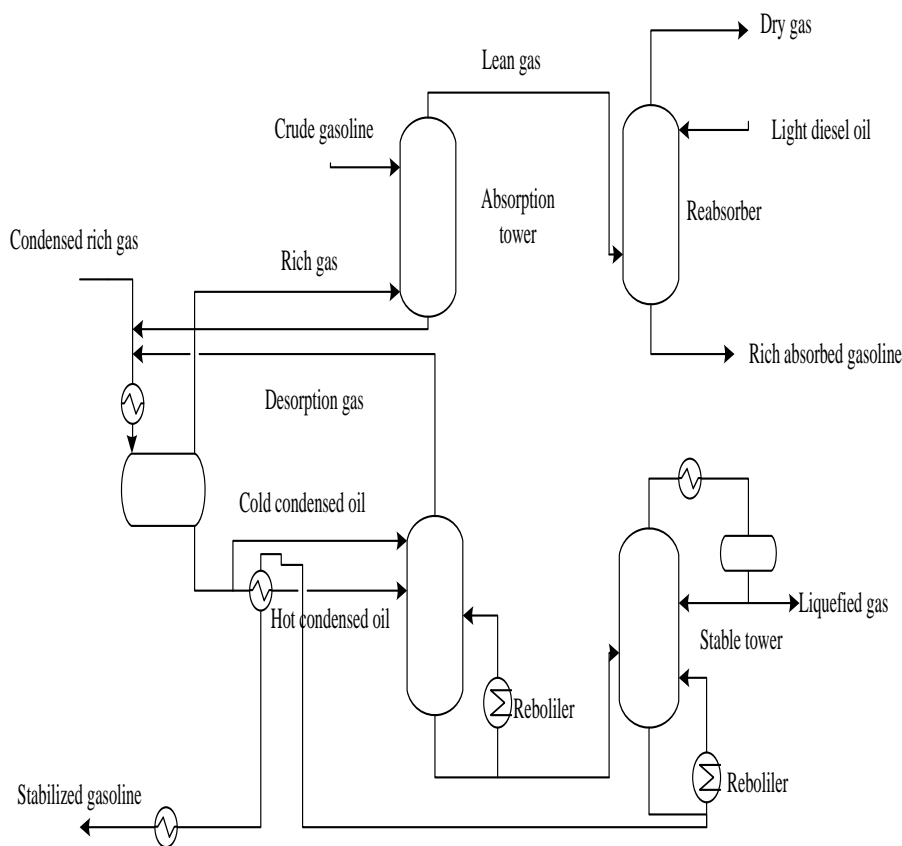 Dry gas
Lean gas
Crude gasoline
Light diesel oil
Absorption
tower
Reabsorber
Condensed rich gas
Rich gas
Rich absorbed gasoline
Desorption gas
Cold condensed oil
Hot condensed oil
Liquefied gas
Stable tower
Reboliler
Stabilized gasoline
Reboliler